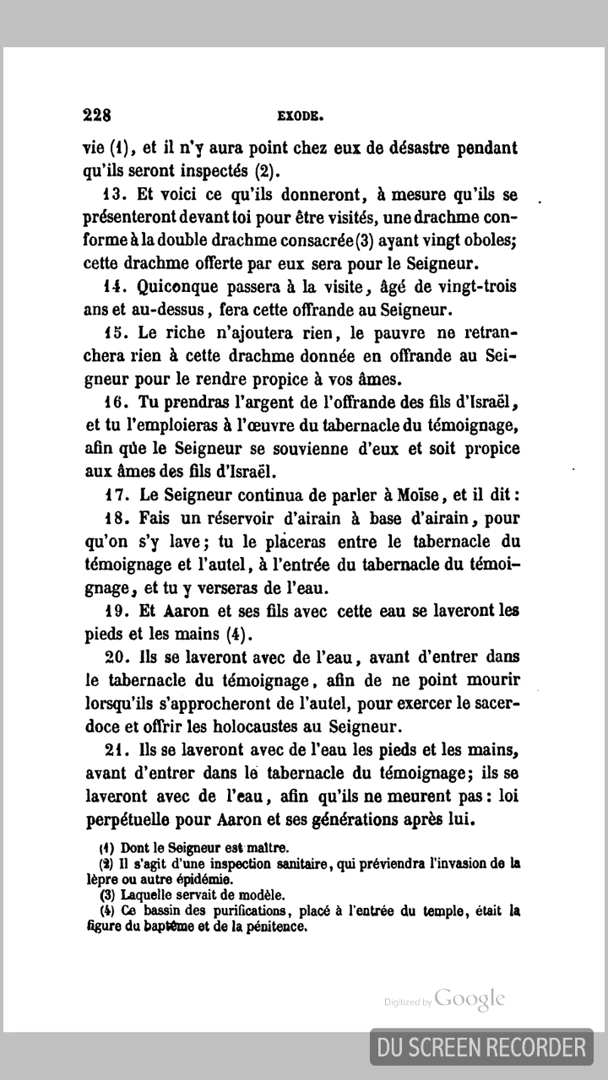 228 EXODE.
vie (1), et il n'y aura point chez eux de désastre pendant
qu'ils seront inspectés (2).
13. Et voici ce qu'ils donneront, à mesure qu'ils se
présenteront devant toi pour être visités, une drachme con-
forme à la double drachme consacrée (3) ayant vingt oboles;
cette drachme offerte par eux sera pour le Seigneur.
14. Quiconque passera à la visite, âgé de vingt-trois
ans et au-dessus, fera cette offrande au Seigneur.
15. Le riche n'ajoutera rien, le pauvre ne retran-
chera rien à cette drachme donnée en offrande au Sei-
gneur pour le rendre propice à vos âmes.
16. Tu prendras l'argent de l'offrande des fils d'Israël,
et tu l'emploieras à l'œuvre du tabernacle du témoignage,
afin que le Seigneur se souvienne d'eux et soit propice
aux âmes des fils d'Israël.
17. Le Seigneur continua de parler à Moïse, et il dit :
18. Fais un réservoir d'airain à base d'airain, pour
qu'on s'y lave; tu le placeras entre le tabernacle du
témoignage et l'autel, à l'entrée du tabernacle du témoi-
gnage, et tu y verseras de l'eau.
19. Et Aaron et ses fils avec cette eau se laveront les
pieds et les mains (4).
20. Ils se laveront avec de l'eau, avant d'entrer dans
le tabernacle du témoignage, afin de ne point mourir
lorsqu'ils s'approcheront de l'autel, pour exercer le sacer-
doce et offrir les holocaustes au Seigneur.
21. Ils se laveront avec de l'eau les pieds et les mains,
avant d'entrer dans le tabernacle du témoignage; ils se
laveront avec de l'eau, afin qu'ils ne meurent pas : loi
perpétuelle pour Aaron et ses générations après lui.
(1) Dont le Seigneur est maître.
(2) Il s'agit d'une inspection sanitaire, qui préviendra l'invasion de la
lèpre ou autre épidémie.
(3) Laquelle servait de modèle.
(4) Ce bassin des purifications, placé à l'entrée du temple, était la
figure du baptême et de la pénitence.
Digitized by Google
DU SCREEN RECORDER